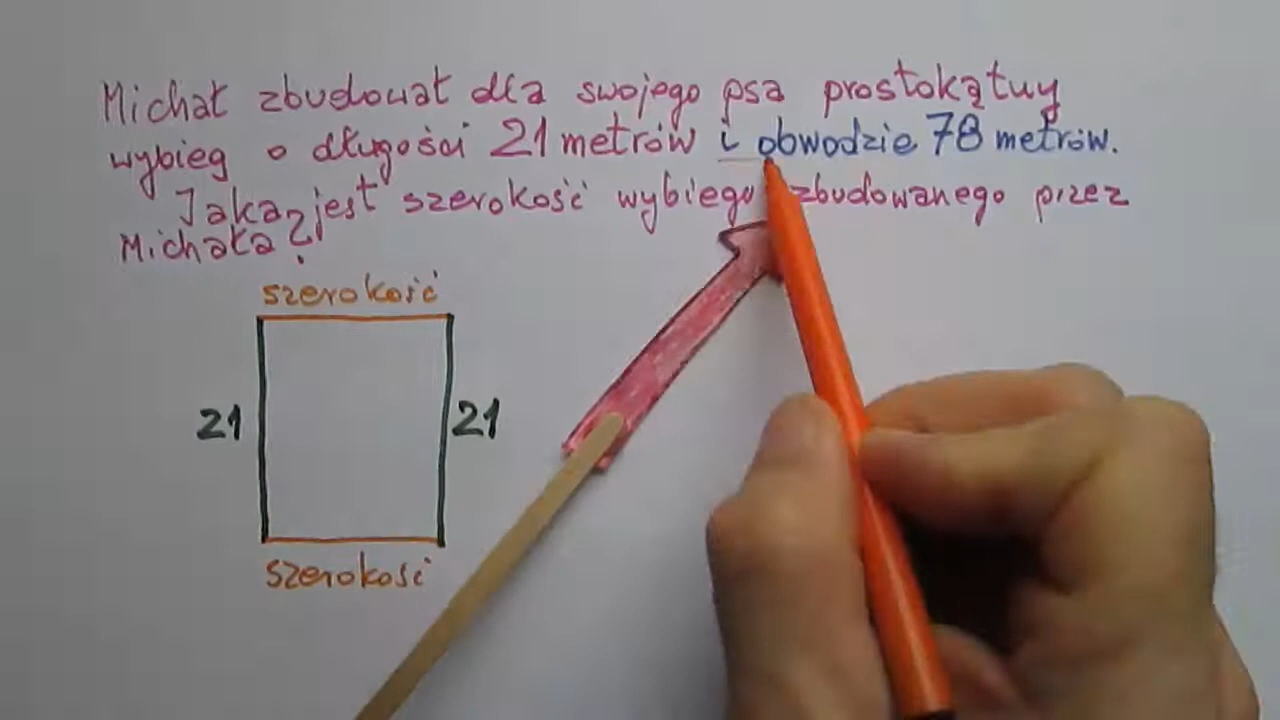 Michał zbudował dla swojego psa prostokątny
wybieg o długości 21 metrów i obwodzie 78 metrów.
Jaka jest szerokość wybiegu zbudowanego przez
Michała?
szerokość
21
21
szerokość